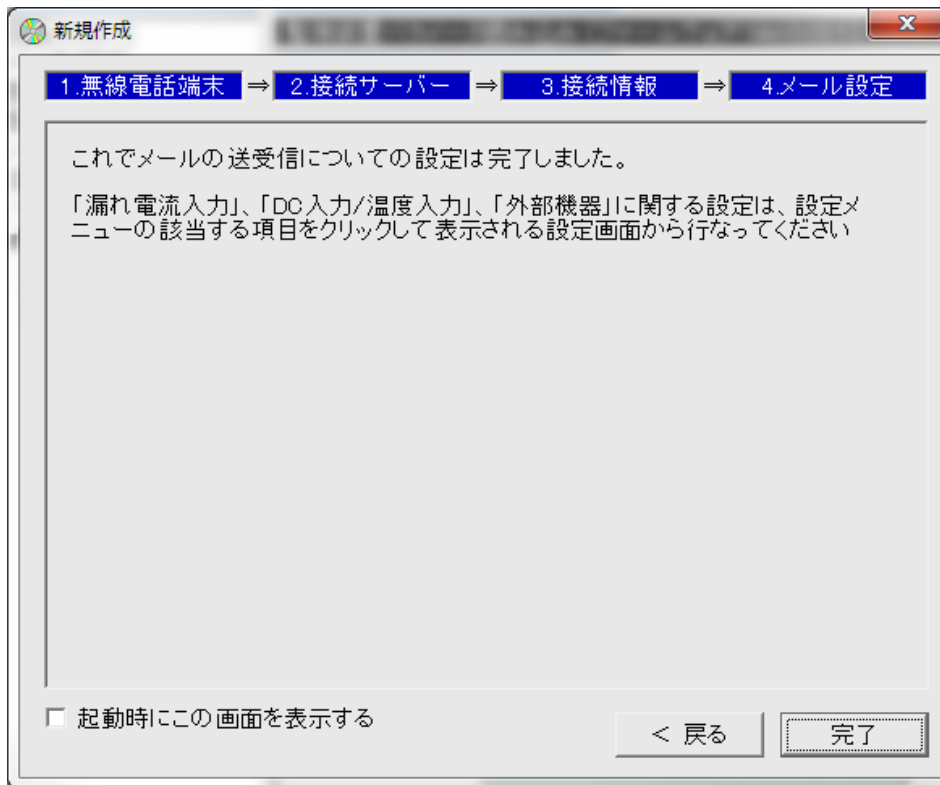 新規作成
1.無線電話端末 ⇒ 2.接続サーバー ⇒ 3.接続情報 ⇒ 4.メール設定
これでメールの送受信についての設定は完了しました。
「漏れ電流入力」、「DC入力/温度入力」、「外部機器」に関する設定は、設定メ
ニューの該当する項目をクリックして表示される設定画面から行なってください
起動時にこの画面を表示する
< 戻る 完了